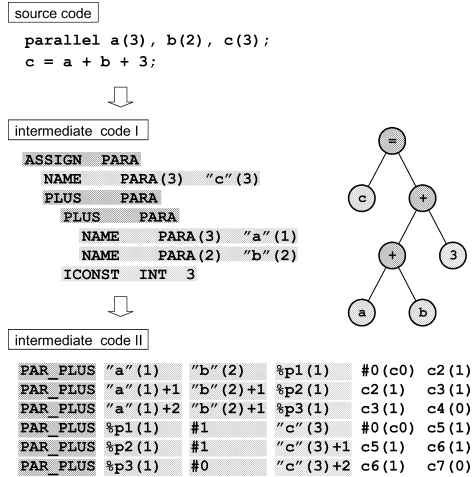 source code
parallel a(3), b(2), c(3);
c = a + b + 3;
intermediate code I
ASSIGN PARA
NAME PARA(3) "c"(3)
PLUS PARA
PLUS PARA
NAME PARA(3) "a"(1)
NAME PARA(2) "b"(2)
ICONST INT 3
=
c +
+ 3
a b
intermediate code II
PAR_PLUS "a"(1) "b"(2) %p1(1) #0(c0) c2(1)
PAR_PLUS "a"(1)+1 "b"(2)+1 %p2(1) c2(1) c3(1)
PAR_PLUS "a"(1)+2 "b"(2)+1 %p3(1) c3(1) c4(0)
PAR_PLUS %p1(1) #1 "c"(3) #0(c0) c5(1)
PAR_PLUS %p2(1) #1 "c"(3)+1 c5(1) c6(1)
PAR_PLUS %p3(1) #0 "c"(3)+2 c6(1) c7(0)